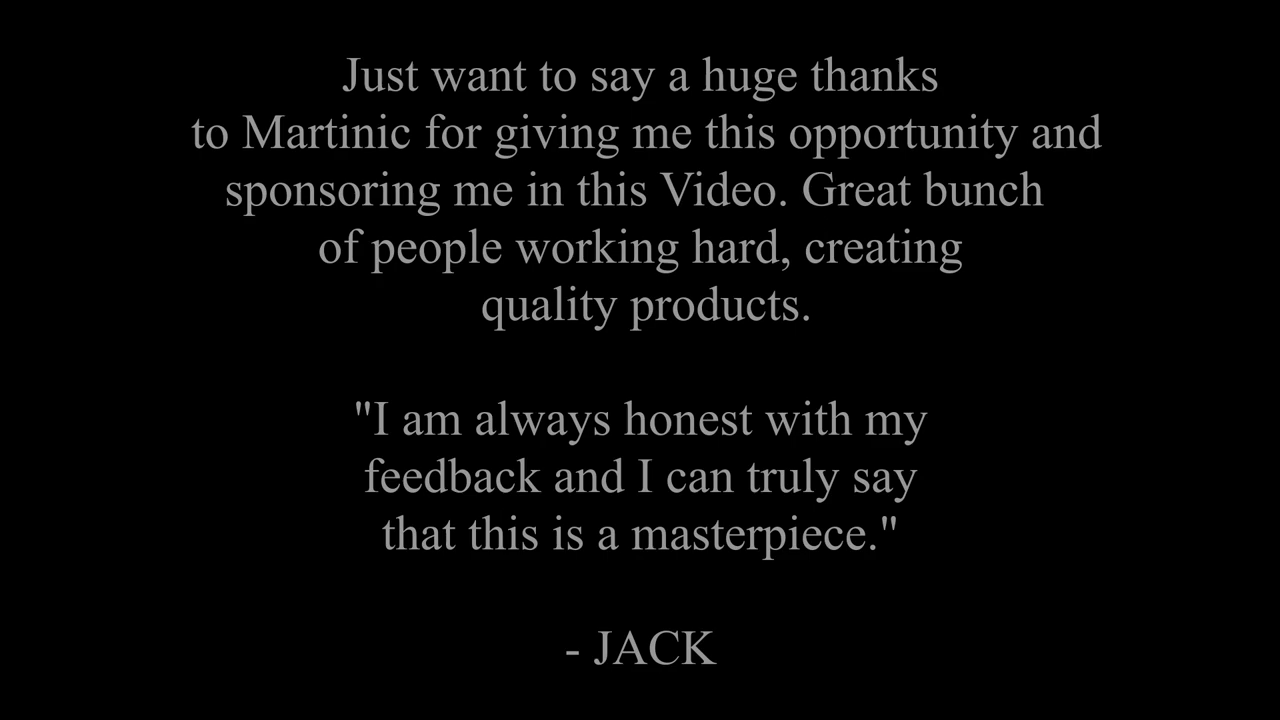 Just want to say a huge thanks
to Martinic for giving me this opportunity and
sponsoring me in this Video. Great bunch
of people working hard, creating
quality products.
"I am always honest with my
feedback and I can truly say
that this is a masterpiece."
- JACK